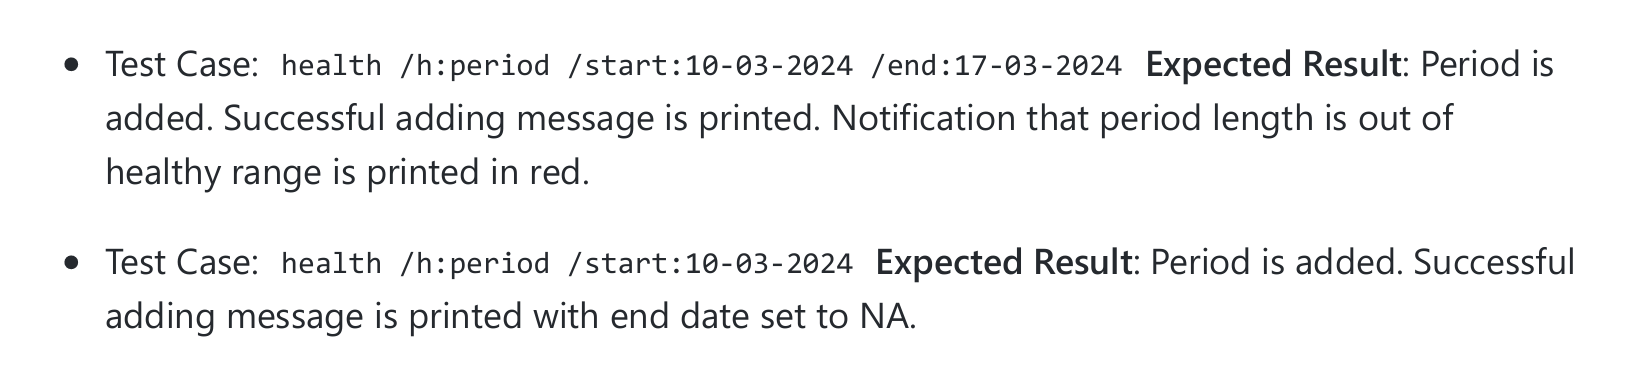 • Test Case: health /h:period /start:10-03-2024 /end:17-03-2024 Expected Result: Period is
added. Successful adding message is printed. Notification that period length is out of
healthy range is printed in red.
• Test Case: health /h:period /start:10-03-2024 Expected Result: Period is added. Successful
adding message is printed with end date set to NA.